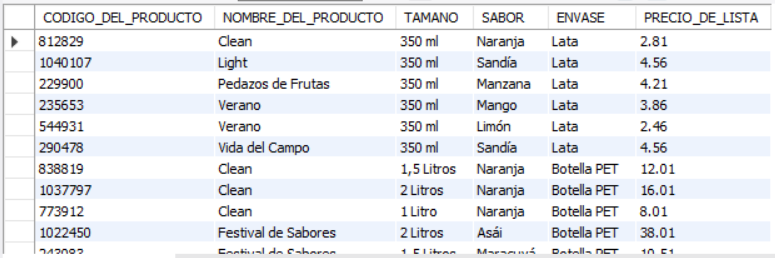 CODIGO_DEL_PRODUCTO NOMBRE_DEL_PRODUCTO TAMANO SABOR ENVASE PRECIO_DE_LISTA
812829 Clean 350 ml Naranja Lata 2.81
1040107 Light 350 ml Sandía Lata 4.56
229900 Pedazos de Frutas 350 ml Manzana Lata 4.21
235653 Verano 350 ml Mango Lata 3.86
544931 Verano 350 ml Limón Lata 2.46
290478 Vida del Campo 350 ml Sandía Lata 4.56
838819 Clean 1,5 Litros Naranja Botella PET 12.01
1037797 Clean 2 Litros Naranja Botella PET 16.01
773912 Clean 1 Litro Naranja Botella PET 8.01
1022450 Festival de Sabores 2 Litros Asái Botella PET 38.01
243083 Festival de Sabores 1,5 Litros Maracuyá Botella PET 10.51